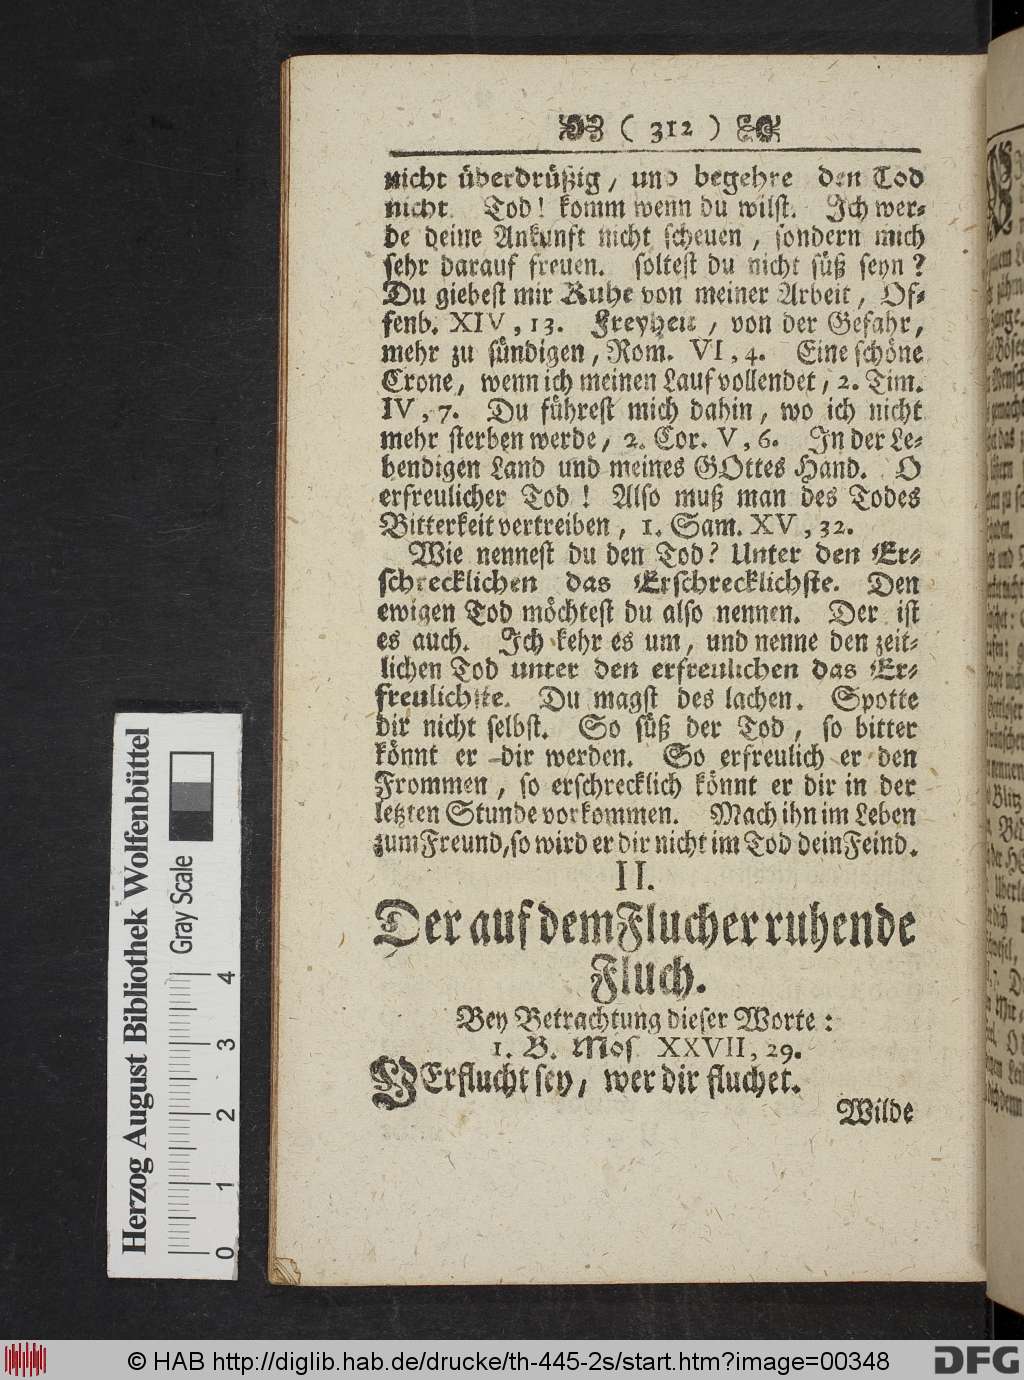 ( 312 )
nicht überdrüßig, und begehre den Tod
nicht. Tod! komm wenn du wilst. Ich wer-
de deine Ankunft nicht scheuen, sondern mich
sehr darauf freuen. soltest du nicht süß seyn?
Du giebest mir Ruhe von meiner Arbeit, Of-
fenb. XIV, 13. Freyheit, von der Gefahr,
mehr zu sündigen, Rom. VI, 4. Eine schöne
Crone, wenn ich meinen Lauf vollendet, 2. Tim.
IV, 7. Du führest mich dahin, wo ich nicht
mehr sterben werde, 2. Cor. V, 6. In der Le-
bendigen Land und meines GOttes Hand. O
erfreulicher Tod! Also muß man des Todes
Bitterkeit vertreiben, 1. Sam. XV, 32.
Wie nennest du den Tod? Unter den Er-
schrecklichen das Erschrecklichste. Den
ewigen Tod möchtest du also nennen. Der ist
es auch. Ich kehr es um, und nenne den zeit-
lichen Tod unter den erfreulichen das Er-
freulichste. Du magst des lachen. Spotte
dir nicht selbst. So süß der Tod, so bitter
könnt er dir werden. So erfreulich er den
Frommen, so erschrecklich könnt er dir in der
letzten Stunde vorkommen. Mach ihn im Leben
zum Freund, so wird er dir nicht im Tod dein Feind.
II.
Der auf dem Flucher ruhende
Fluch.
Bey Betrachtung dieser Worte:
1. B. Mos. XXVII, 29.
VErflucht sey, wer dir fluchet.
Wilde
Herzog August Bibliothek Wolfenbüttel
Gray Scale
0 1 2 3 4
© HAB http://diglib.hab.de/drucke/th-445-2s/start.htm?image=00348
DFG